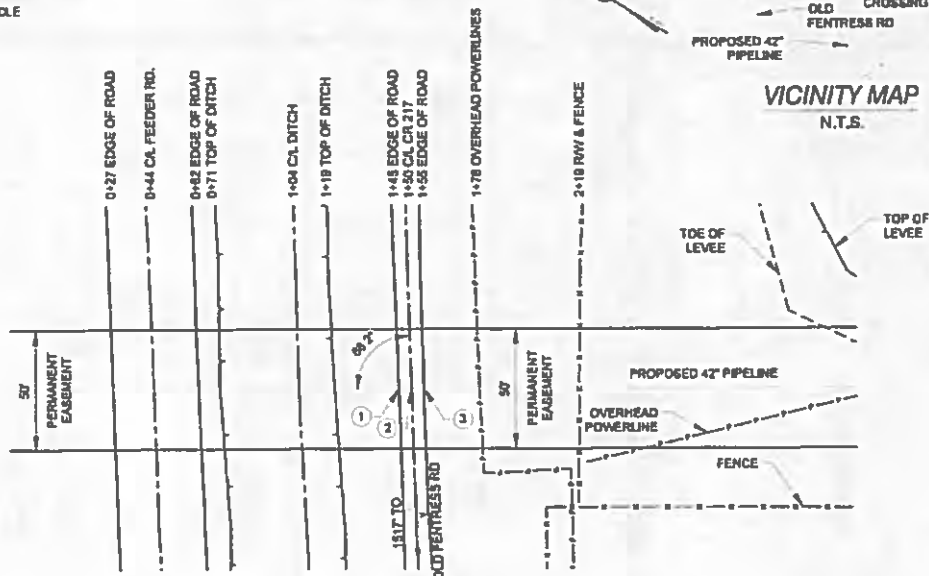 DLE
CROSSING
OLD
FENTRESS RD
PROPOSED 42"
PIPELINE
VICINITY MAP
N.T.S.
0+27 EDGE OF ROAD
0+44 C/L FEEDER RD.
0+62 EDGE OF ROAD
0+71 TOP OF DITCH
1+04 C/L DITCH
1+19 TOP OF DITCH
1+45 EDGE OF ROAD
1+50 C/L CR 217
1+55 EDGE OF ROAD
1+78 OVERHEAD POWERLINES
2+19 R/W & FENCE
TOE OF
LEVEE
TOP OF
LEVEE
50'
PERMANENT
EASEMENT
1
2
3
50'
PERMANENT
EASEMENT
PROPOSED 42" PIPELINE
OVERHEAD
POWERLINE
FENCE
1517' TO
OLD FENTRESS RD